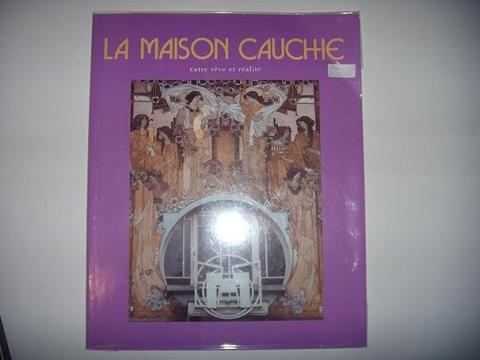 LA MAISON CAUCHIE
Entre rêve et réalité